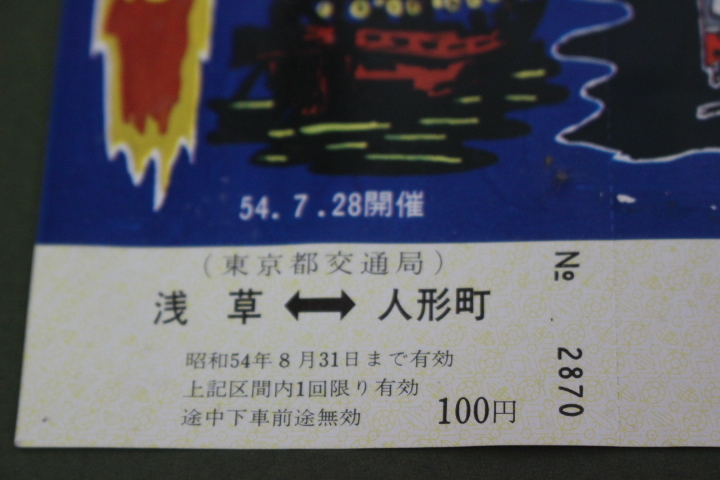 54.7.28開催
(東京都交通局)
浅草 ⟷ 人形町
昭和54年8月31日まで有効
上記区間内1回限り有効
途中下車前途無効
100円
№ 2870